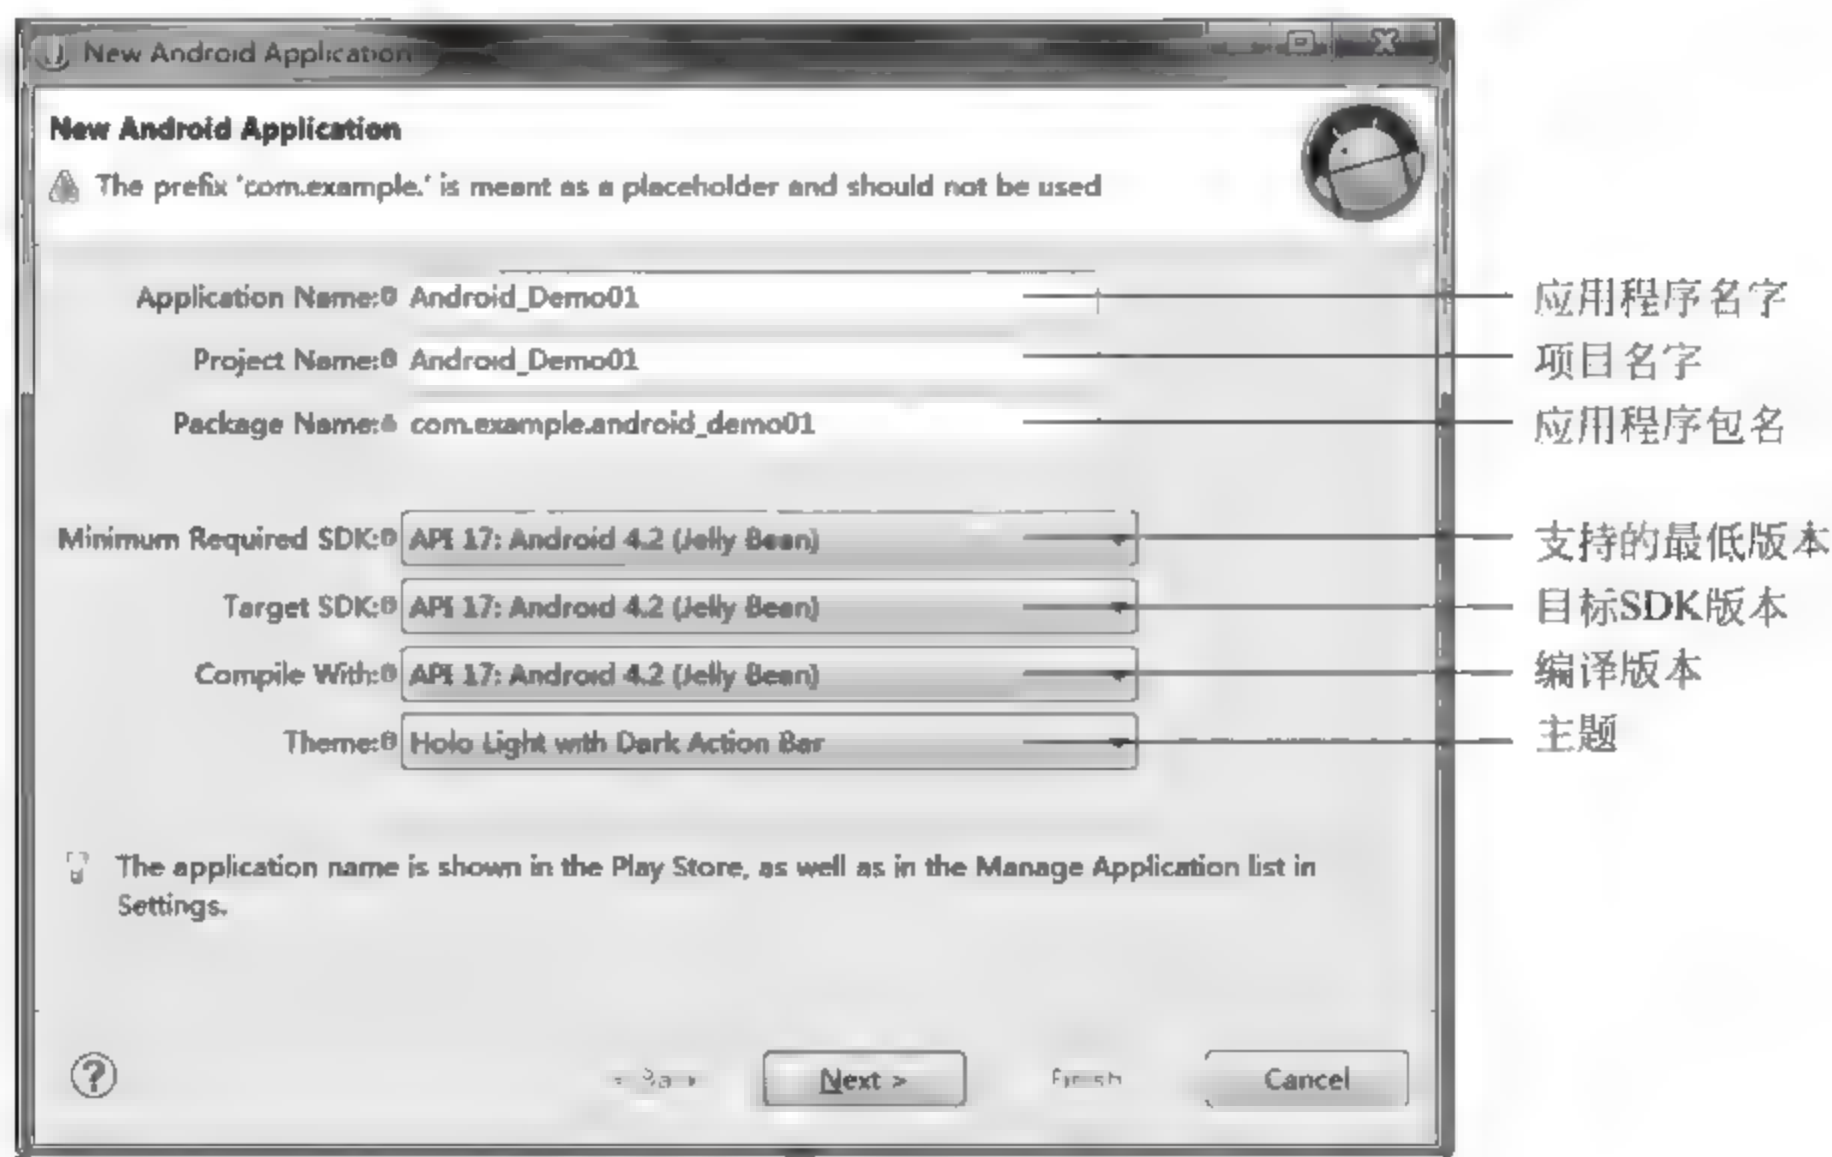 New Android Application
New Android Application
The prefix 'com.example.' is meant as a placeholder and should not be used
Application Name: Android_Demo01 应用程序名字
Project Name: Android_Demo01 项目名字
Package Name: com.example.android_demo01 应用程序包名
Minimum Required SDK: API 17: Android 4.2 (Jelly Bean) 支持的最低版本
Target SDK: API 17: Android 4.2 (Jelly Bean) 目标SDK版本
Compile With: API 17: Android 4.2 (Jelly Bean) 编译版本
Theme: Holo Light with Dark Action Bar 主题
The application name is shown in the Play Store, as well as in the Manage Application list in
Settings.
Next > Finish Cancel